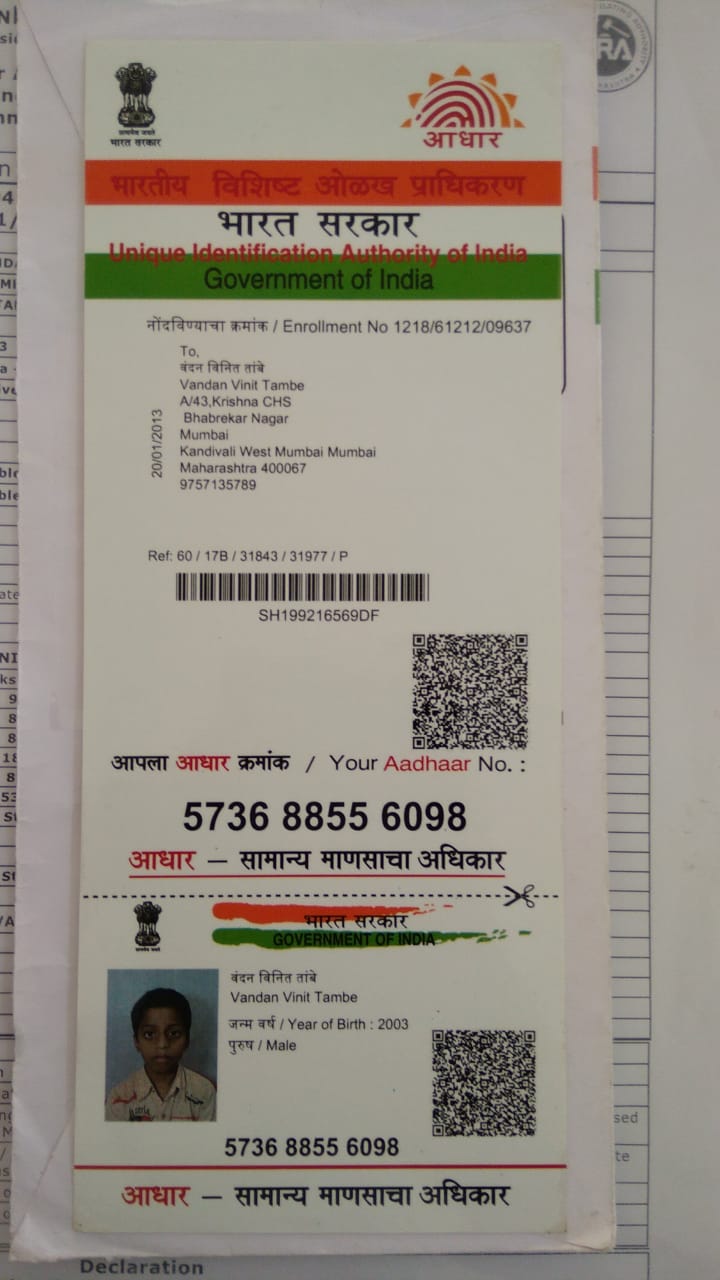 सत्यमेव जयते
भारत सरकार
आधार
भारतीय विशिष्ट ओळख प्राधिकरण
भारत सरकार
Unique Identification Authority of India
Government of India
नोंदविण्याचा क्रमांक / Enrollment No 1218/61212/09637
To,
वंदन विनित तांबे
Vandan Vinit Tambe
A/43,Krishna CHS
Bhabrekar Nagar
Mumbai
Kandivali West Mumbai Mumbai
Maharashtra 400067
9757135789
20/01/2013
Ref: 60 / 17B / 31843 / 31977 / P
SH199216569DF
आपला आधार क्रमांक / Your Aadhaar No. :
5736 8855 6098
आधार – सामान्य माणसाचा अधिकार
भारत सरकार
GOVERNMENT OF INDIA
वंदन विनित तांबे
Vandan Vinit Tambe
जन्म वर्ष / Year of Birth : 2003
पुरुष / Male
5736 8855 6098
आधार – सामान्य माणसाचा अधिकार
Declaration